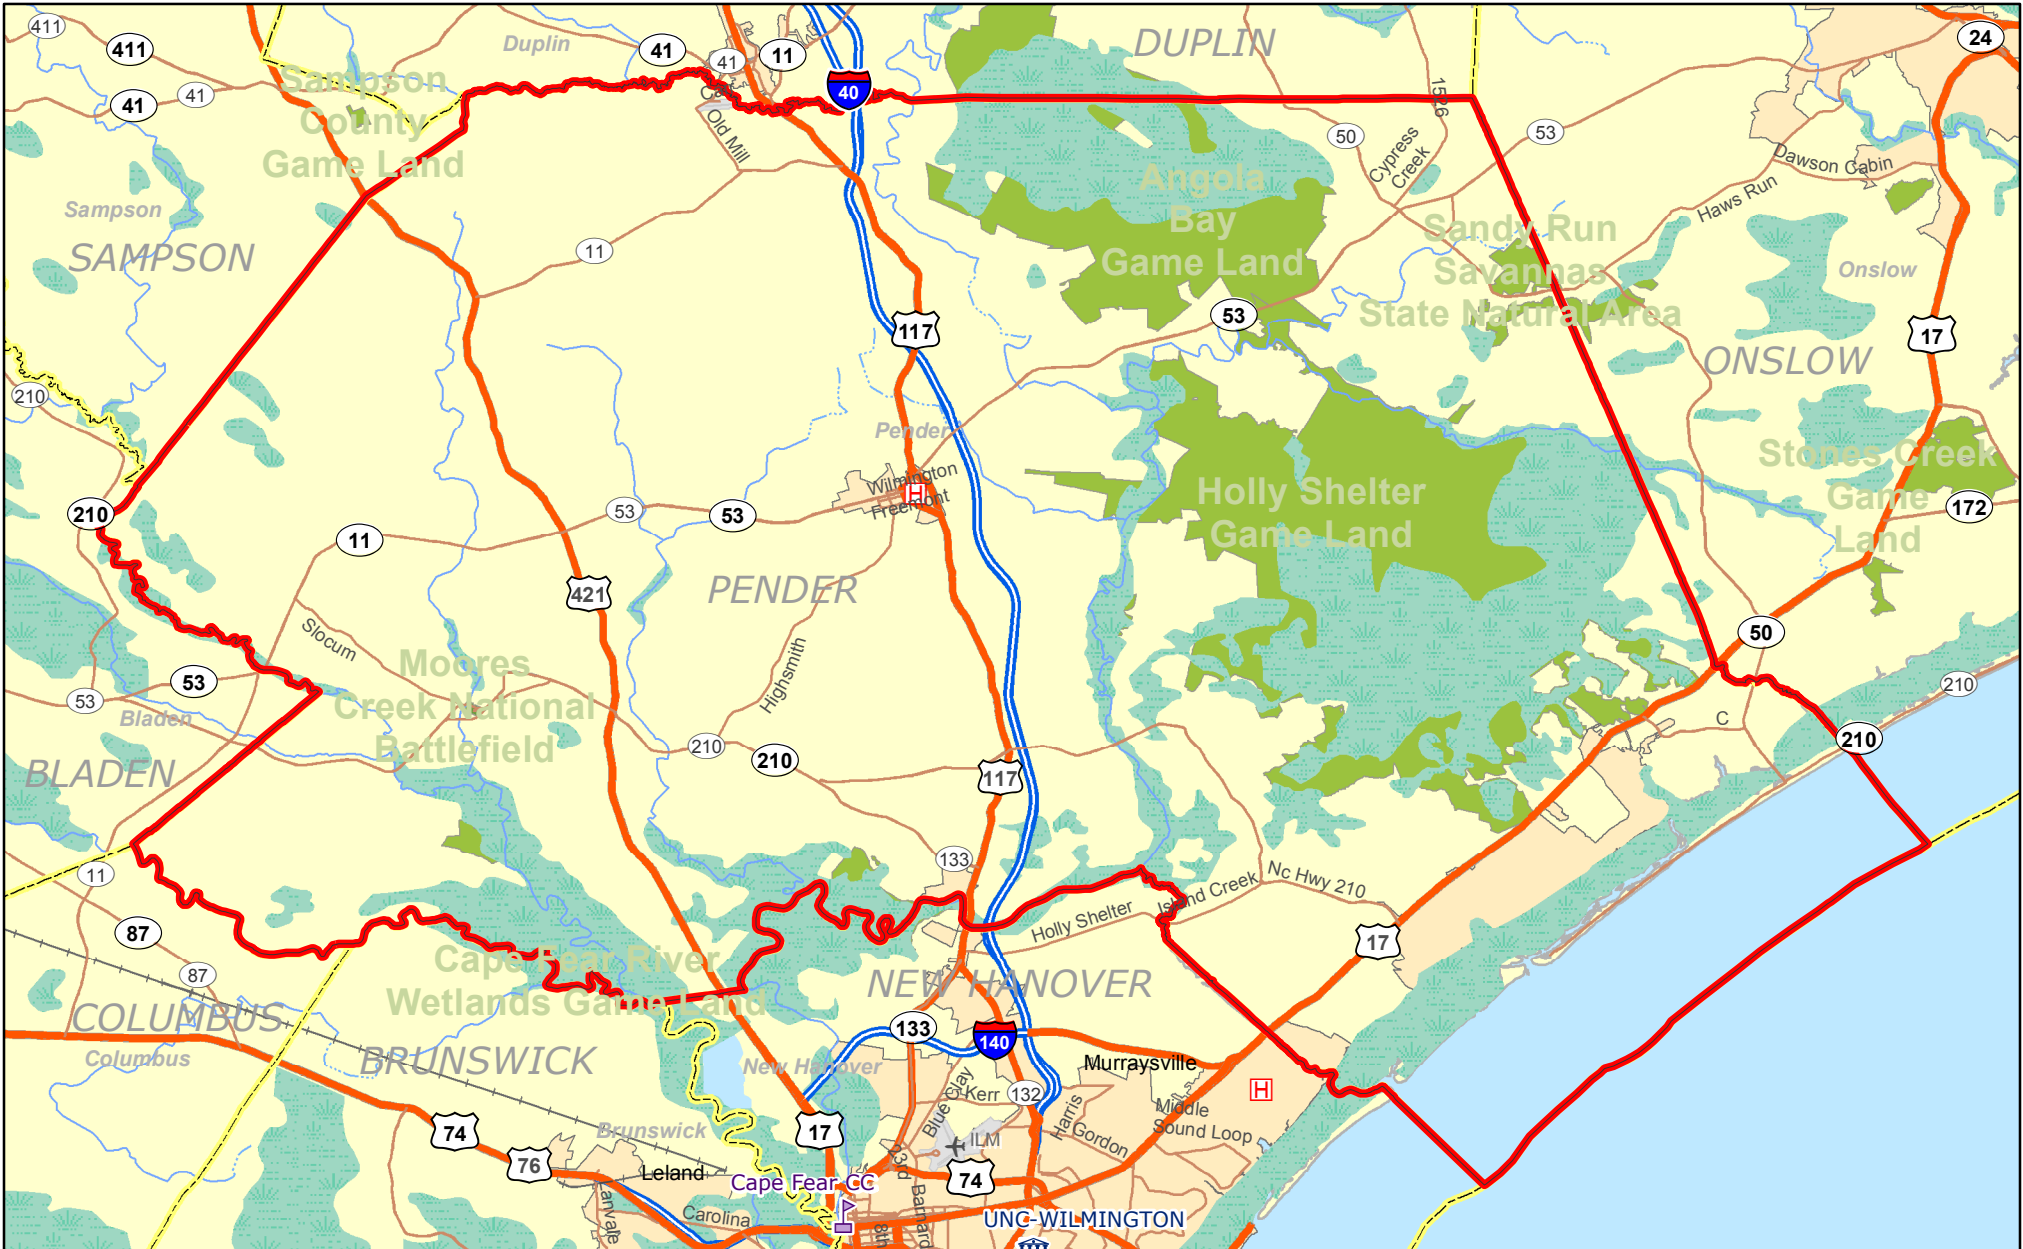 411
411
41
41
Duplin
41
41
11
40
DUPLIN
24
Sampson
County
Game Land
Old Mill
1526
50
53
Cypress
Creek
Dawson Cabin
Haws Run
Sampson
SAMPSON
11
Angola
Bay
Game Land
Sandy Run
Savannas
State Natural Area
Onslow
53
117
17
ONSLOW
210
Pender
Wilmington
Freemont
H
Holly Shelter
Game Land
Stones Creek
Game
Land
172
210
11
53
53
421
PENDER
50
Slocum
Highsmith
Moores
Creek National
Battlefield
53
53
Bladen
BLADEN
210
210
117
C
210
210
133
11
Nc Hwy 210
Island Creek
Holly Shelter
87
87
17
Cape Fear River
Wetlands Game Land
NEW HANOVER
COLUMBUS
Columbus
BRUNSWICK
133
140
New Hanover
Murraysville
H
Blue Clay
Kerr
132
Harris
Gordon
Middle
Sound Loop
74
76
Brunswick
17
ILM
Leland
Lanvale
Carolina
Cape Fear CC
23rd
Barnard
8th
74
UNC-WILMINGTON